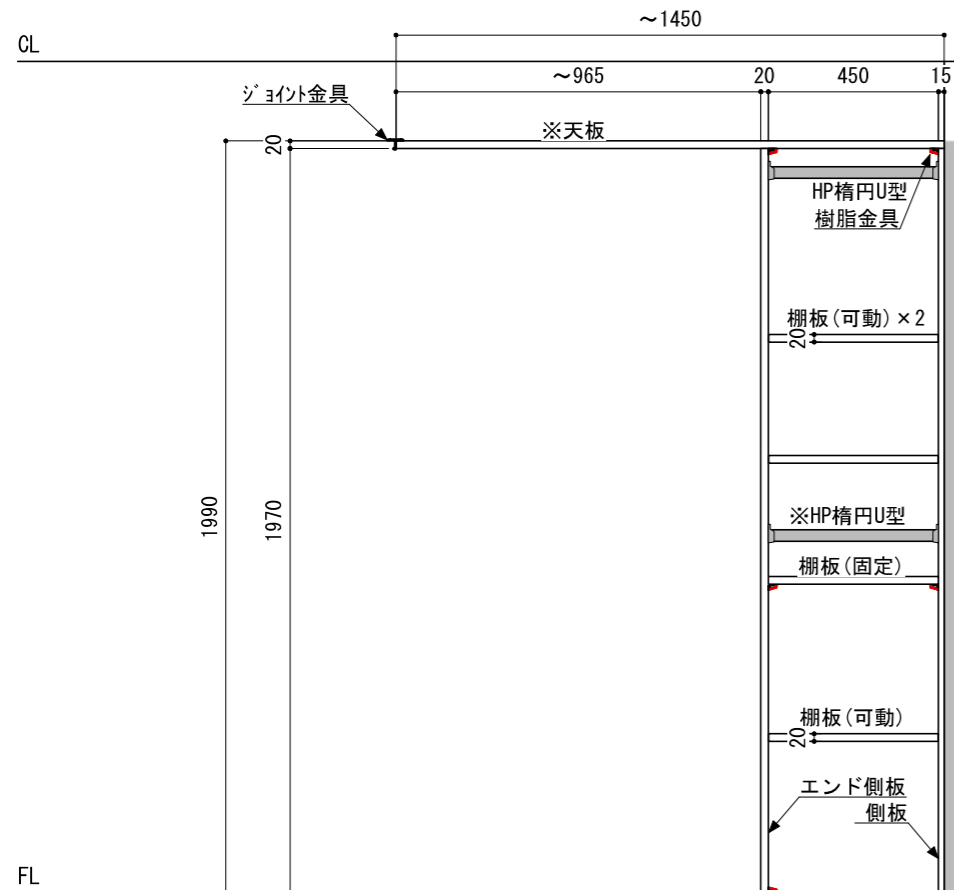 ~1450
CL
~965
20
450
15
ジョイント金具
※天板
20
HP楕円U型
樹脂金具
棚板(可動)×2
20
1990
1970
※HP楕円U型
棚板(固定)
棚板(可動)
20
エンド側板
側板
FL